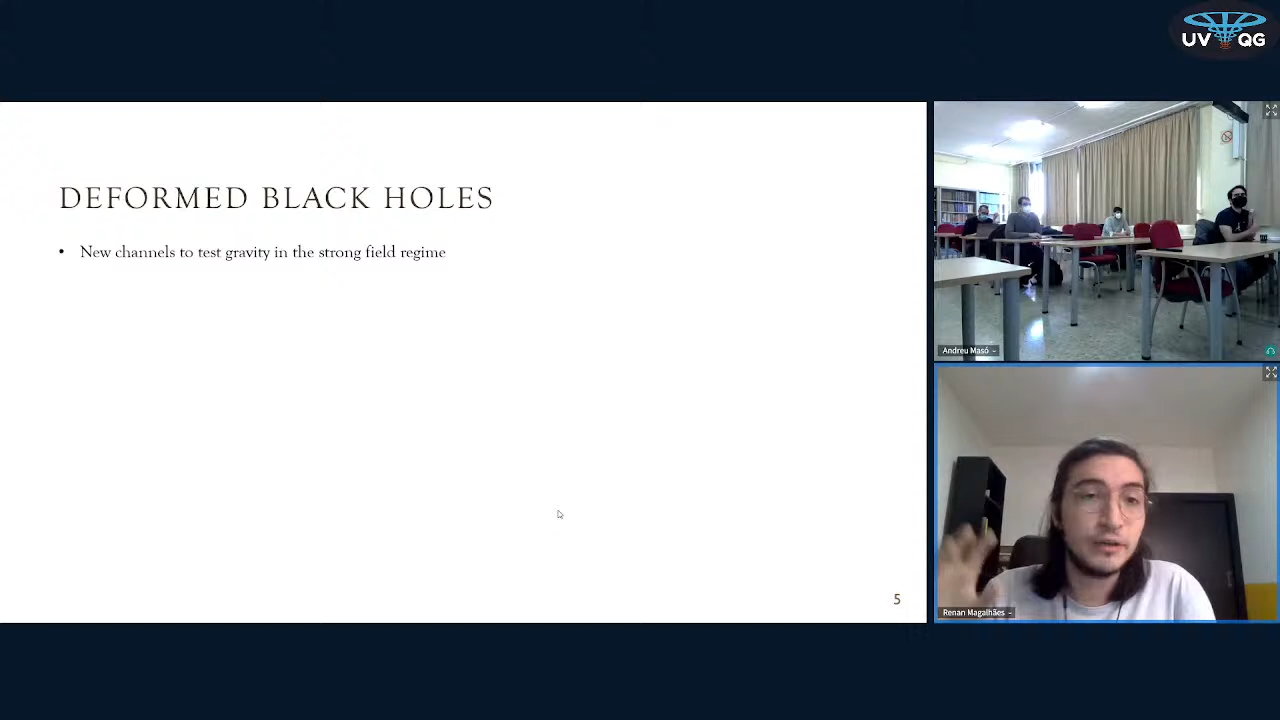 UV QG
DEFORMED BLACK HOLES
• New channels to test gravity in the strong field regime
5
Andreu Masó
Renan Magalhães